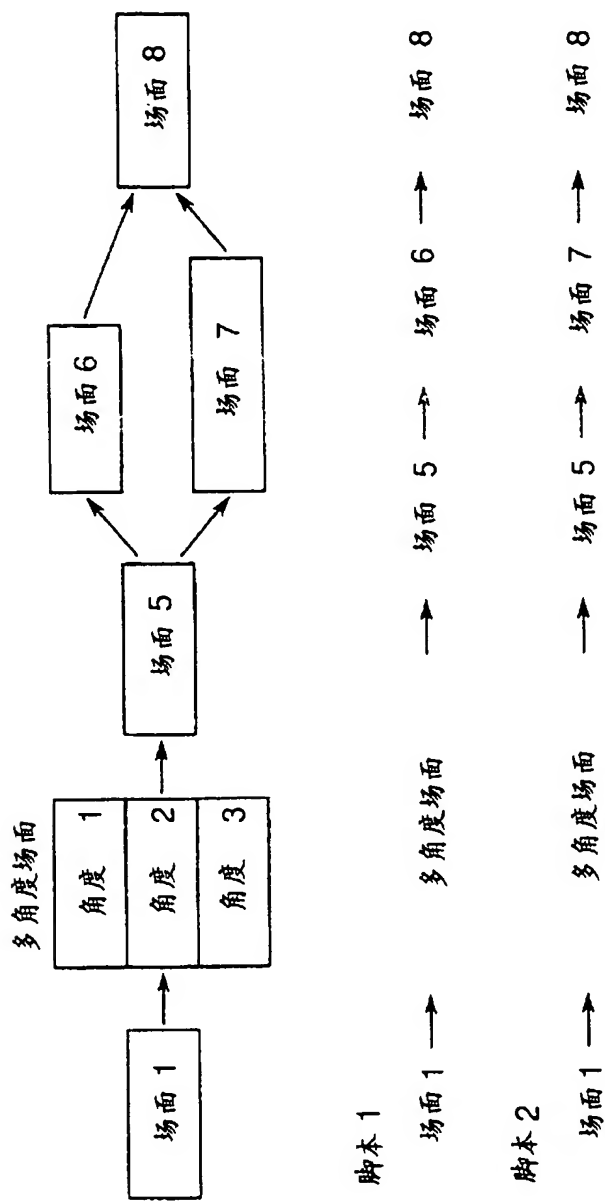 多角度场面
场面 1
角度 1
角度 2
角度 3
场面 5
场面 6
场面 7
场面 8
脚本 1
场面 1 → 多角度场面 → 场面 5 → 场面 6 → 场面 8
脚本 2
场面 1 → 多角度场面 → 场面 5 → 场面 7 → 场面 8